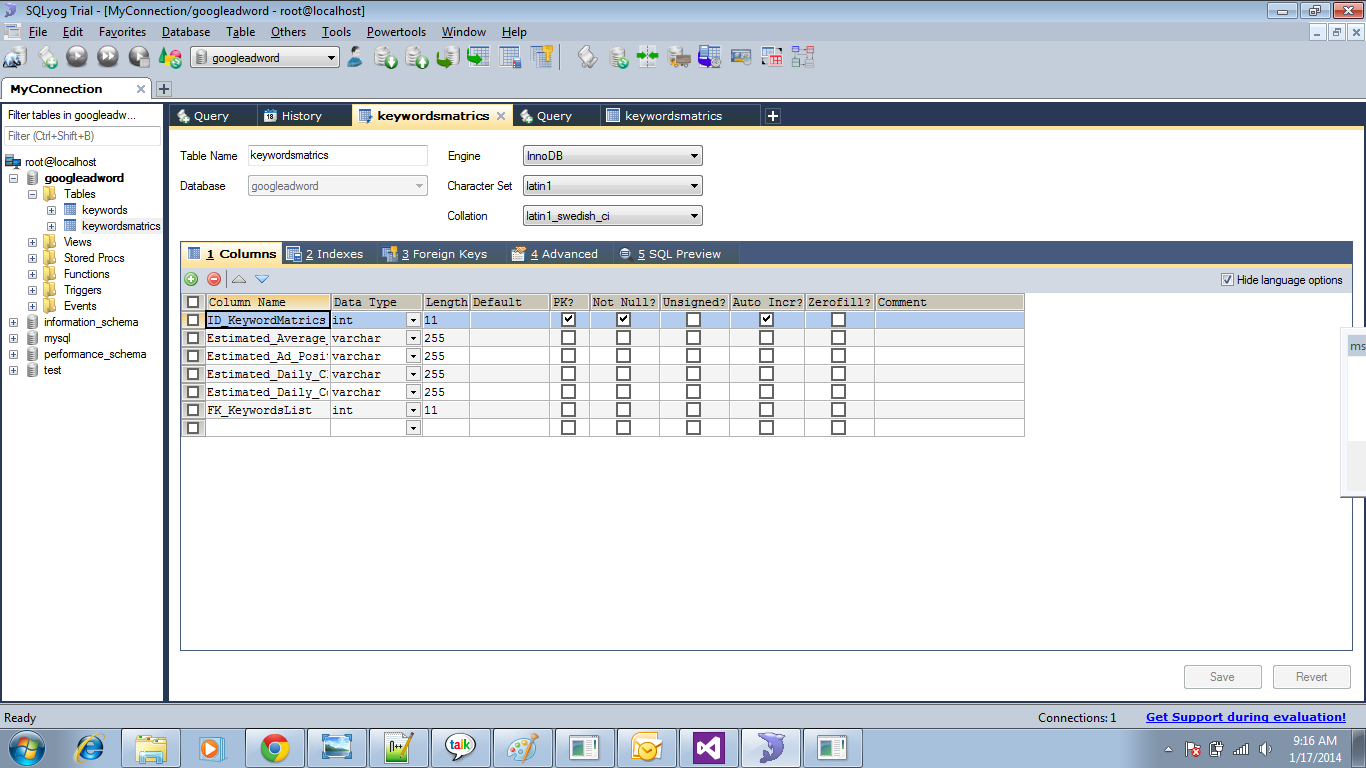 SQLyog Trial - [MyConnection/googleadword - root@localhost]
File Edit Favorites Database Table Others Tools Powertools Window Help
googleadword
MyConnection
Filter tables in googleadw...
Filter (Ctrl+Shift+B)
root@localhost
googleadword
Tables
keywords
keywordsmatrics
Views
Stored Procs
Functions
Triggers
Events
information_schema
mysql
performance_schema
test
Query History keywordsmatrics Query keywordsmatrics
Table Name keywordsmatrics Engine InnoDB
Database googleadword Character Set latin1
Collation latin1_swedish_ci
1 Columns 2 Indexes 3 Foreign Keys 4 Advanced 5 SQL Preview
Hide language options
Column Name Data Type Length Default PK? Not Null? Unsigned? Auto Incr? Zerofill? Comment
ID_KeywordMatrics int 11
Estimated_Average_ varchar 255
Estimated_Ad_Posit varchar 255
Estimated_Daily_C varchar 255
Estimated_Daily_Co varchar 255
FK_KeywordsList int 11
ms
Save Revert
Ready Connections: 1 Get Support during evaluation!
talk
9:16 AM
1/17/2014